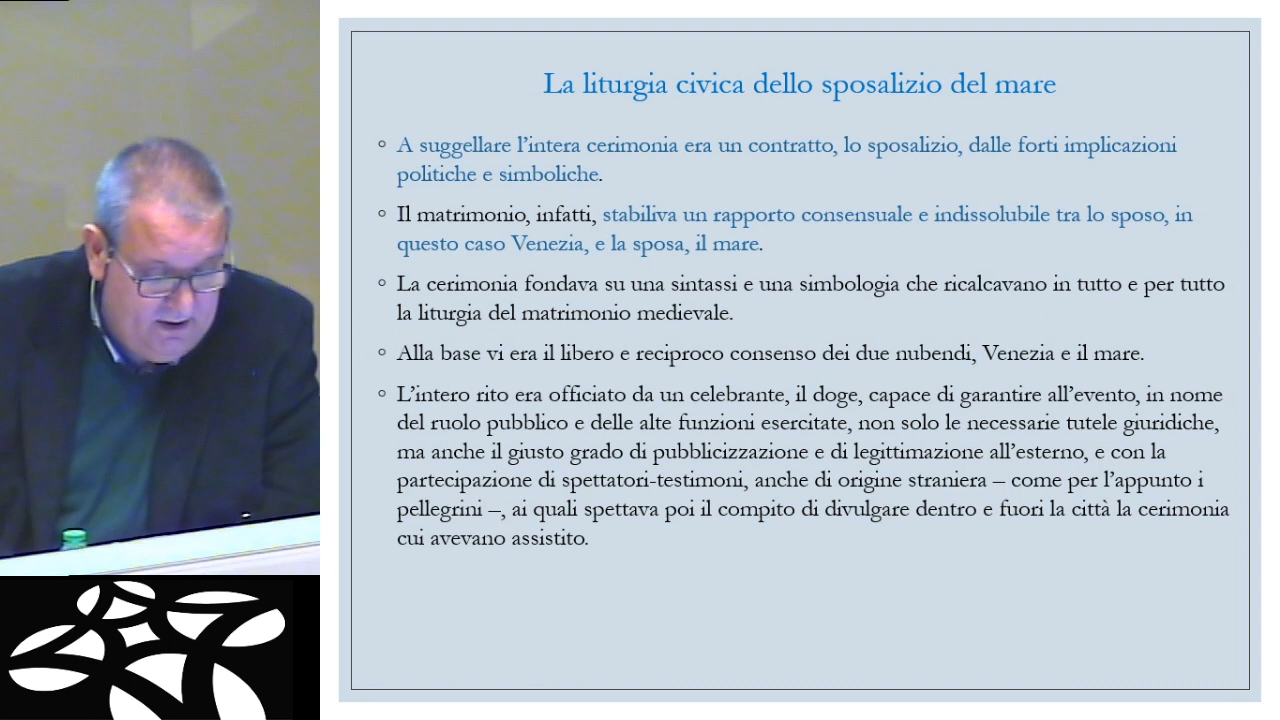 La liturgia civica dello sposalizio del mare
◦ A suggellare l’intera cerimonia era un contratto, lo sposalizio, dalle forti implicazioni
politiche e simboliche.
◦ Il matrimonio, infatti, stabiliva un rapporto consensuale e indissolubile tra lo sposo, in
questo caso Venezia, e la sposa, il mare.
◦ La cerimonia fondava su una sintassi e una simbologia che ricalcavano in tutto e per tutto
la liturgia del matrimonio medievale.
◦ Alla base vi era il libero e reciproco consenso dei due nubendi, Venezia e il mare.
◦ L’intero rito era officiato da un celebrante, il doge, capace di garantire all’evento, in nome
del ruolo pubblico e delle alte funzioni esercitate, non solo le necessarie tutele giuridiche,
ma anche il giusto grado di pubblicizzazione e di legittimazione all’esterno, e con la
partecipazione di spettatori-testimoni, anche di origine straniera – come per l’appunto i
pellegrini –, ai quali spettava poi il compito di divulgare dentro e fuori la città la cerimonia
cui avevano assistito.